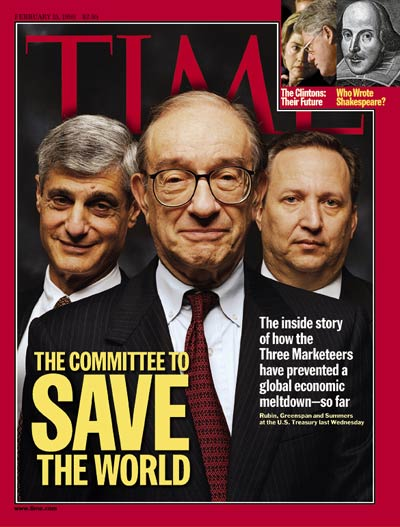 FEBRUARY 15, 1999 $2.95
TIME
The Clintons:
Their Future
Who Wrote
Shakespeare?
THE COMMITTEE TO
SAVE
THE WORLD
The inside story
of how the
Three Marketeers
have prevented a
global economic
meltdown—so far
Rubin, Greenspan and Summers
at the U.S. Treasury last Wednesday
www.time.com